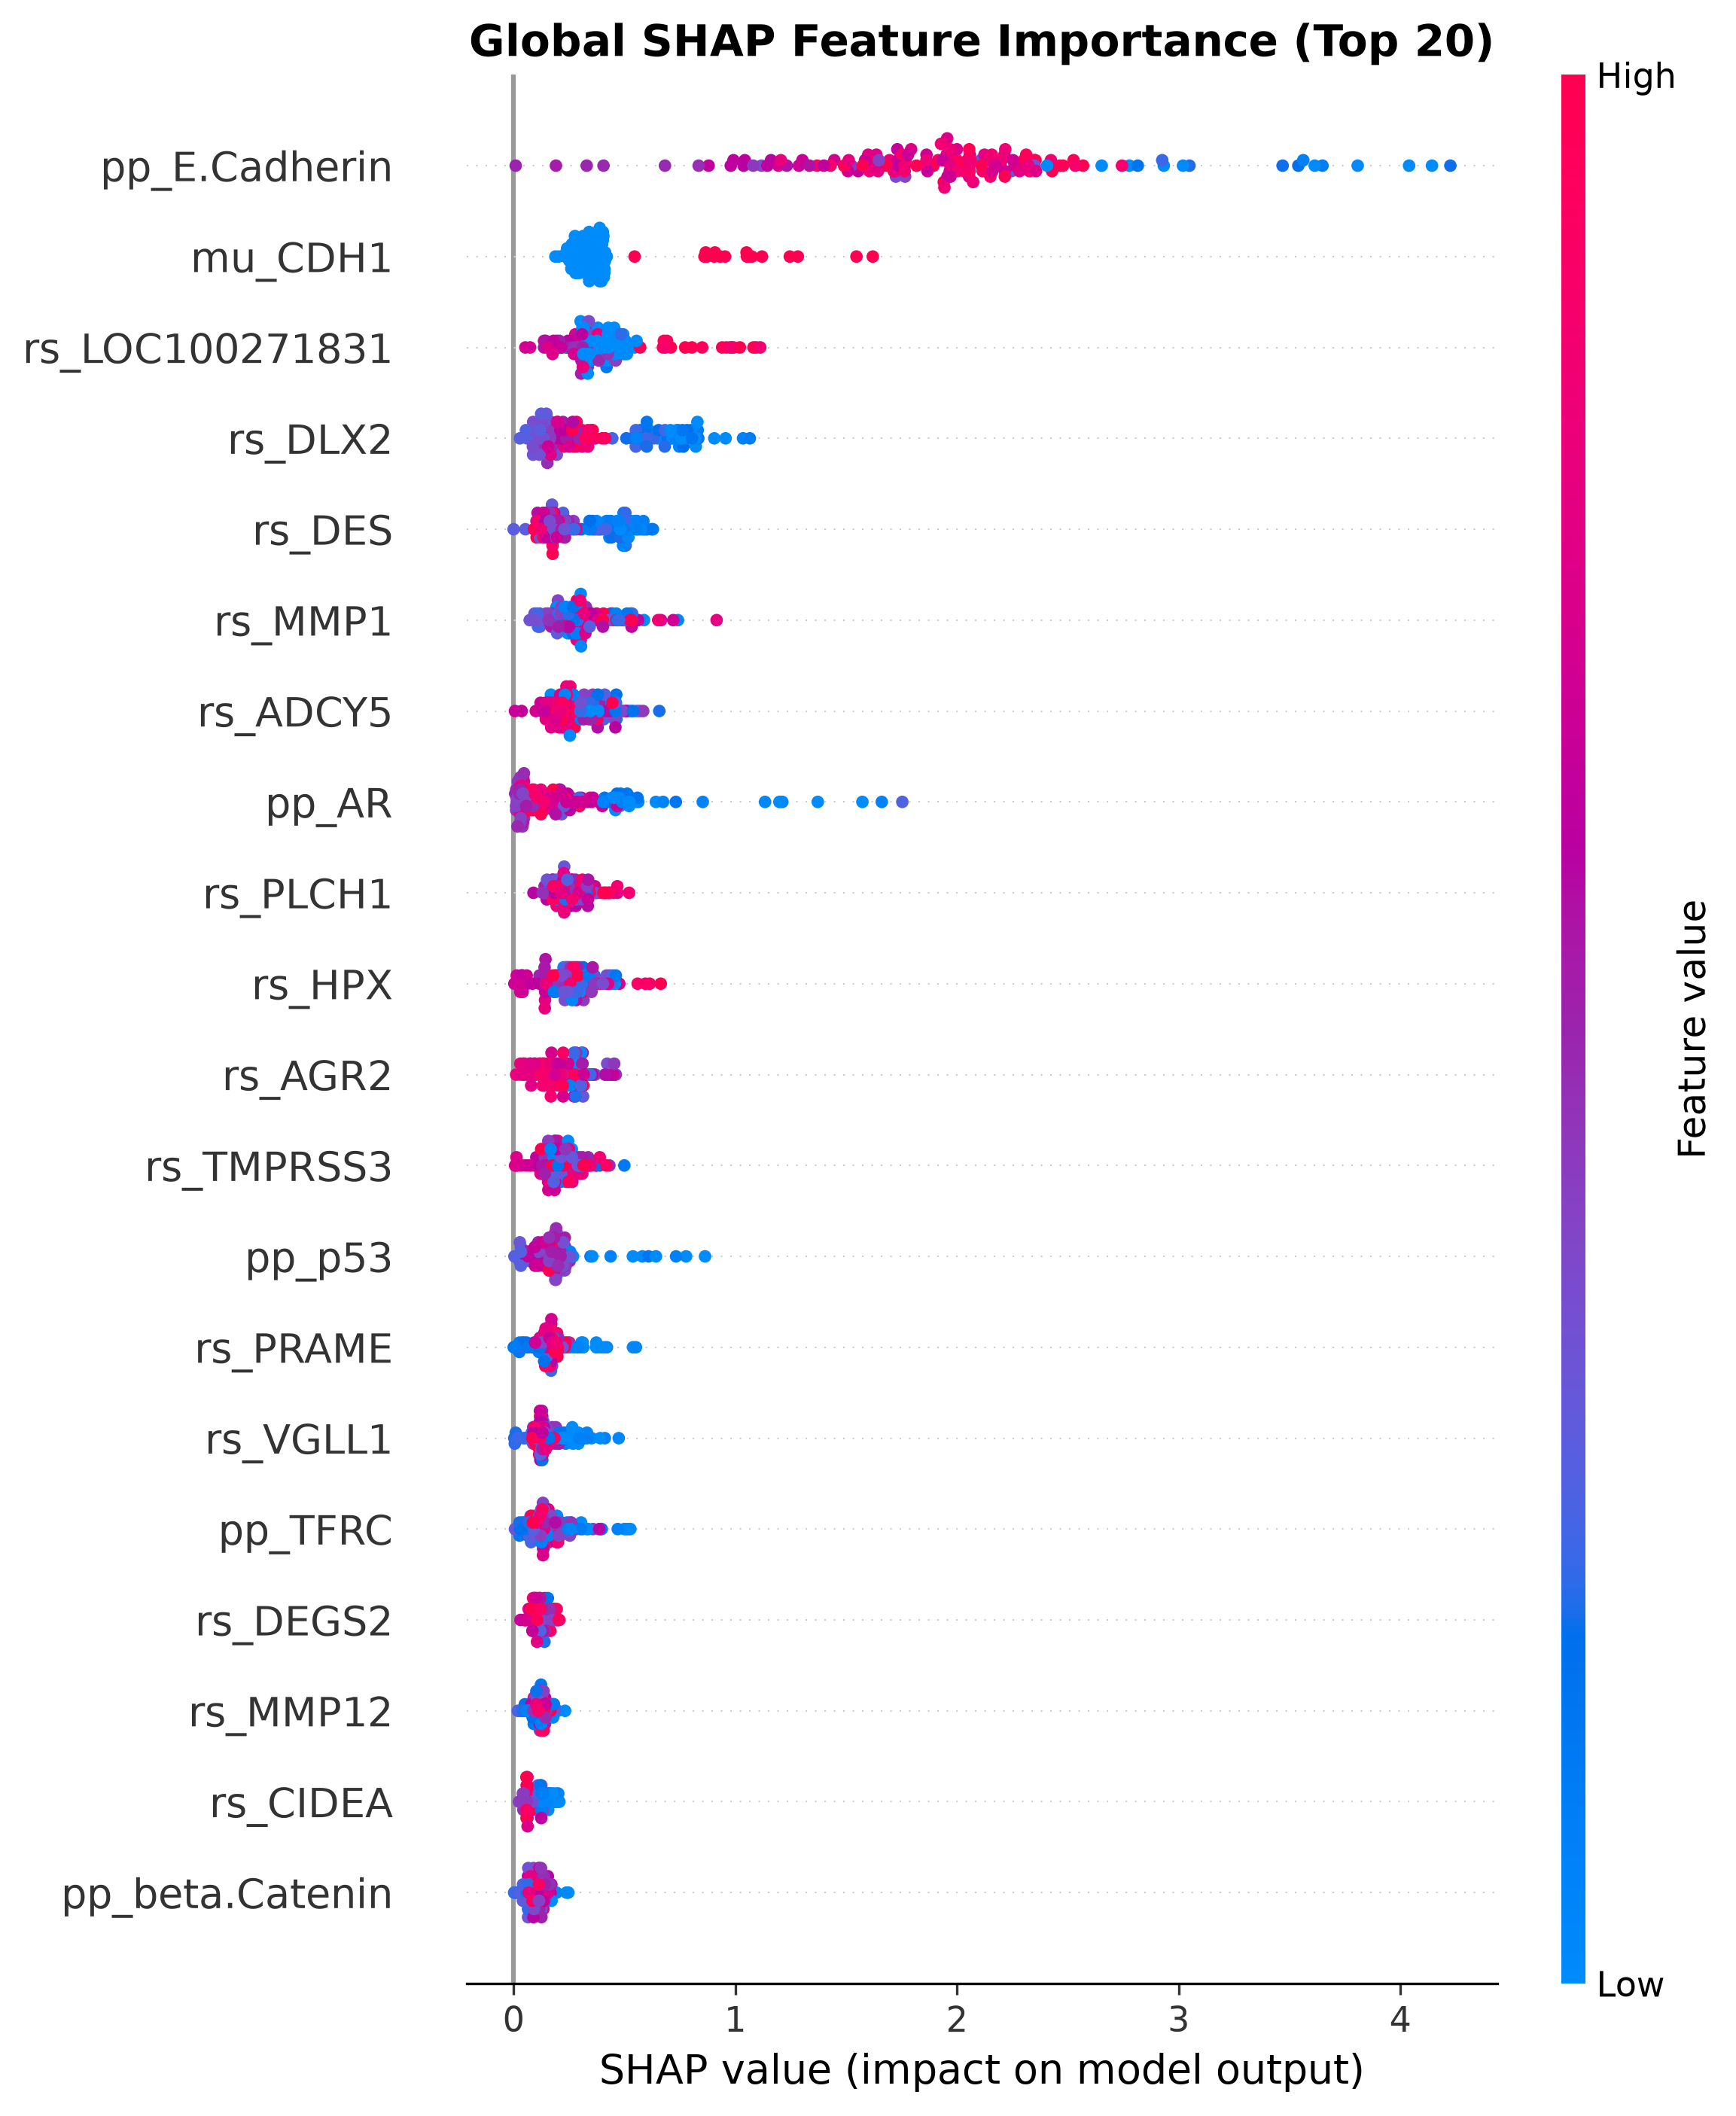 Global SHAP Feature Importance (Top 20)
High
pp_E.Cadherin
mu_CDH1
rs_LOC100271831
rs_DLX2
rs_DES
rs_MMP1
rs_ADCY5
pp_AR
rs_PLCH1
rs_HPX
rs_AGR2
rs_TMPRSS3
pp_p53
rs_PRAME
rs_VGLL1
pp_TFRC
rs_DEGS2
rs_MMP12
rs_CIDEA
pp_beta.Catenin
Feature value
Low
0 1 2 3 4
SHAP value (impact on model output)